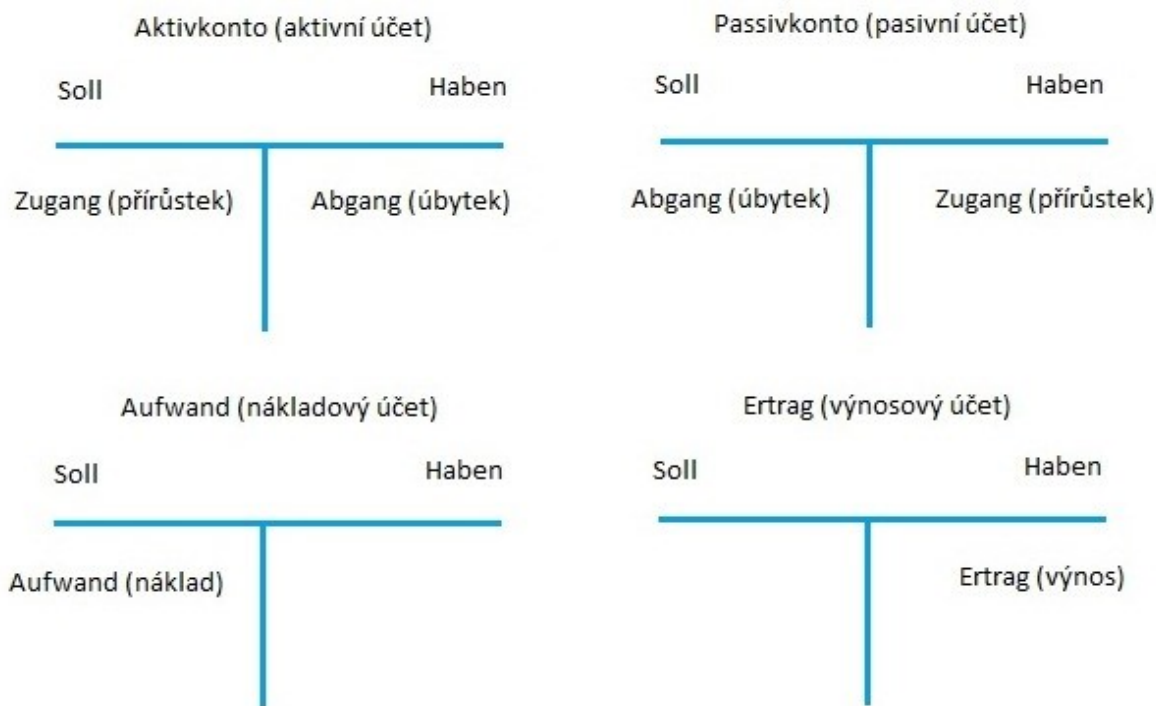 Aktivkonto (aktivní účet)
Soll Haben
Zugang (přírůstek) Abgang (úbytek)
Passivkonto (pasivní účet)
Soll Haben
Abgang (úbytek) Zugang (přírůstek)
Aufwand (nákladový účet)
Soll Haben
Aufwand (náklad)
Ertrag (výnosový účet)
Soll Haben
Ertrag (výnos)